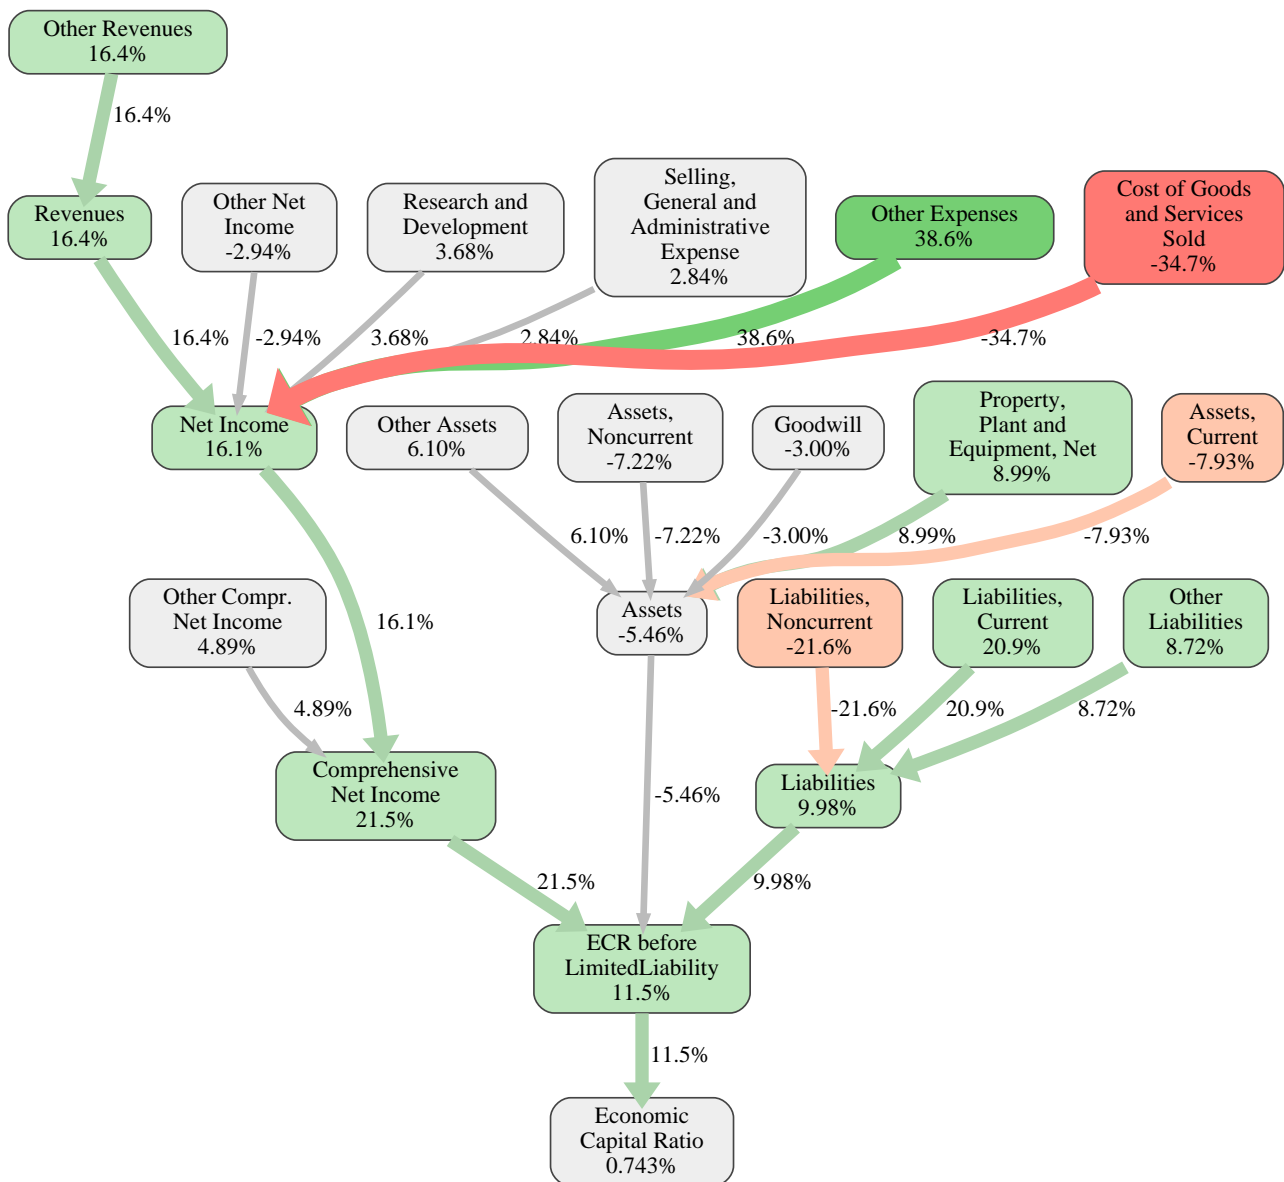 Other Revenues
16.4%
16.4%
Revenues
16.4%
Other Net
Income
-2.94%
Research and
Development
3.68%
Selling,
General and
Administrative
Expense
2.84%
Other Expenses
38.6%
Cost of Goods
and Services
Sold
-34.7%
16.4%
-2.94%
3.68%
2.84%
38.6%
-34.7%
Net Income
16.1%
Other Assets
6.10%
Assets,
Noncurrent
-7.22%
Goodwill
-3.00%
Property,
Plant and
Equipment, Net
8.99%
Assets,
Current
-7.93%
6.10%
-7.22%
-3.00%
8.99%
-7.93%
Other Compr.
Net Income
4.89%
16.1%
Assets
-5.46%
Liabilities,
Noncurrent
-21.6%
Liabilities,
Current
20.9%
Other
Liabilities
8.72%
4.89%
-21.6%
20.9%
8.72%
Comprehensive
Net Income
21.5%
-5.46%
Liabilities
9.98%
21.5%
9.98%
ECR before
LimitedLiability
11.5%
11.5%
Economic
Capital Ratio
0.743%